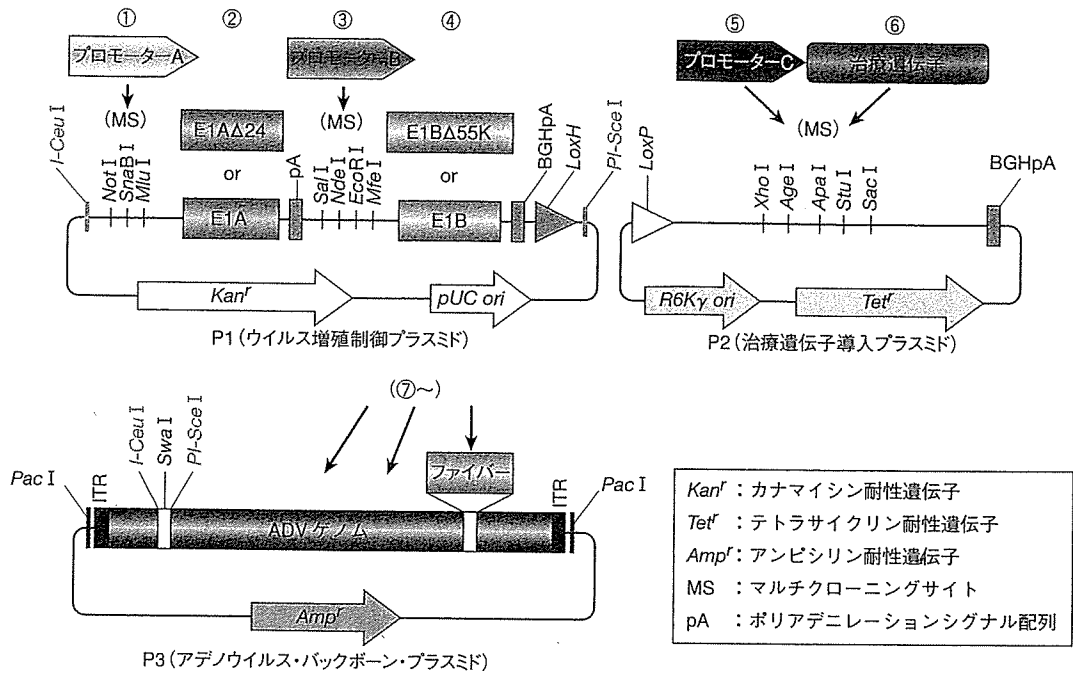 ①
②
③
④
⑤
⑥
プロモーターA
プロモーターB
プロモーターC
治療遺伝子
(MS)
(MS)
(MS)
E1AΔ24
E1BΔ55K
or
or
I-Ceu I
Not I
SnaB I
Mlu I
E1A
pA
Sal I
Nde I
EcoR I
Mfe I
E1B
BGHpA
LoxH
PI-Sce I
LoxP
Xho I
Age I
Apa I
Stu I
Sac I
BGHpA
Kanʳ
pUC ori
R6Kγ ori
Tetʳ
P1(ウイルス増殖制御プラスミド)
P2(治療遺伝子導入プラスミド)
(⑦～)
I-Ceu I
Swa I
PI-Sce I
ファイバー
Pac I
ITR
ADVゲノム
ITR
Pac I
Ampʳ
P3(アデノウイルス・バックボーン・プラスミド)
Kanʳ：カナマイシン耐性遺伝子
Tetʳ：テトラサイクリン耐性遺伝子
Ampʳ：アンピシリン耐性遺伝子
MS：マルチクローニングサイト
pA：ポリアデニレーションシグナル配列